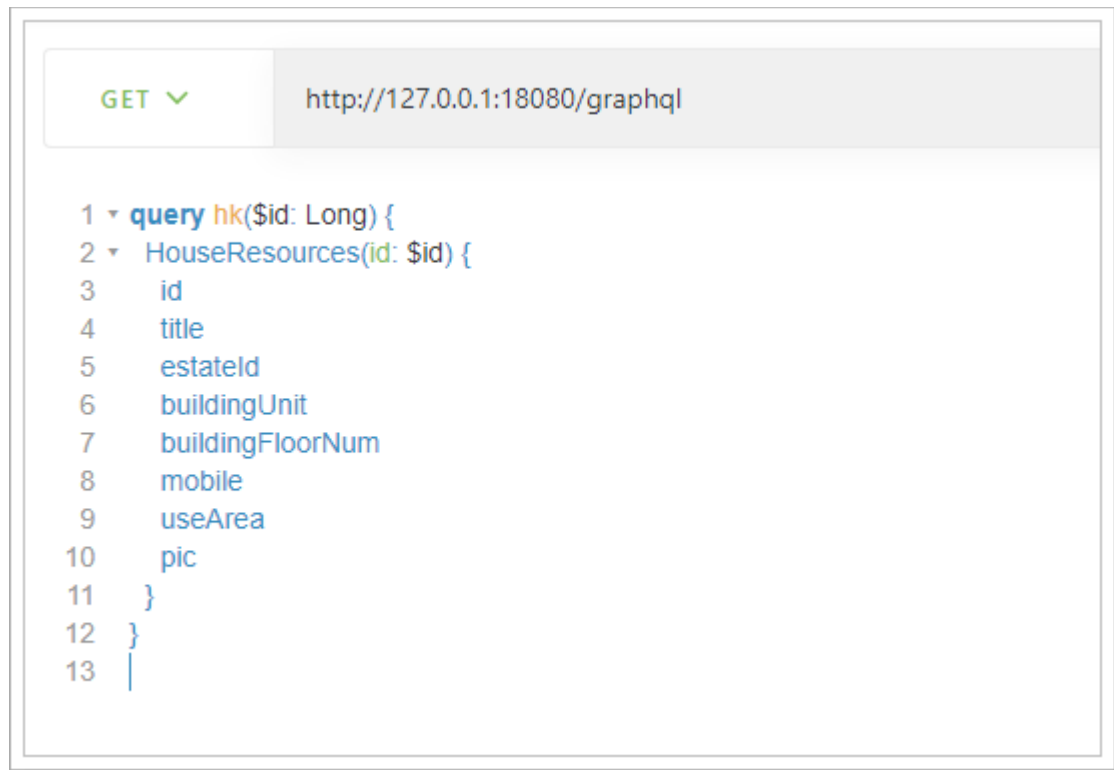 GET http://127.0.0.1:18080/graphql
1 query hk($id: Long) {
2 HouseResources(id: $id) {
3 id
4 title
5 estateId
6 buildingUnit
7 buildingFloorNum
8 mobile
9 useArea
10 pic
11 }
12 }
13